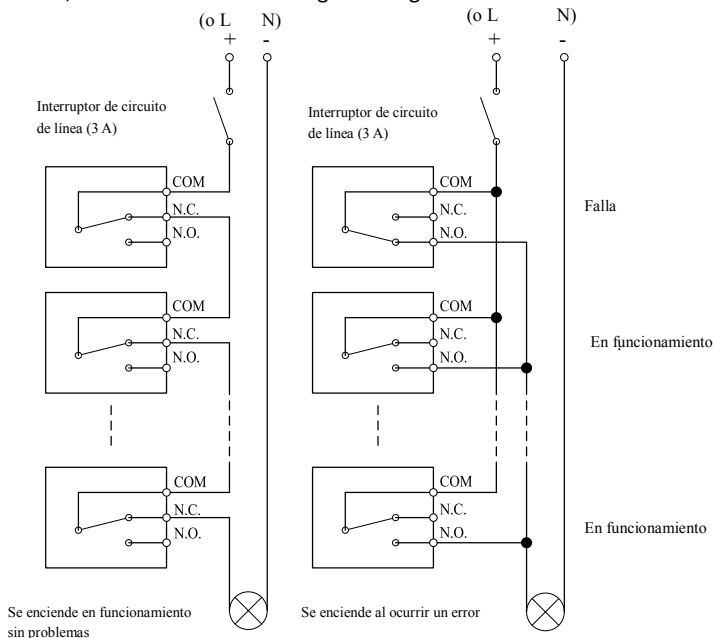 (o L N)
+ -
Interruptor de circuito
de línea (3 A)
COM
N.C.
N.O.
COM
N.C.
N.O.
COM
N.C.
N.O.
Se enciende en funcionamiento
sin problemas
(o L N)
+ -
Interruptor de circuito
de línea (3 A)
COM
N.C.
N.O.
Falla
COM
N.C.
N.O.
En funcionamiento
COM
N.C.
N.O.
En funcionamiento
Se enciende al ocurrir un error